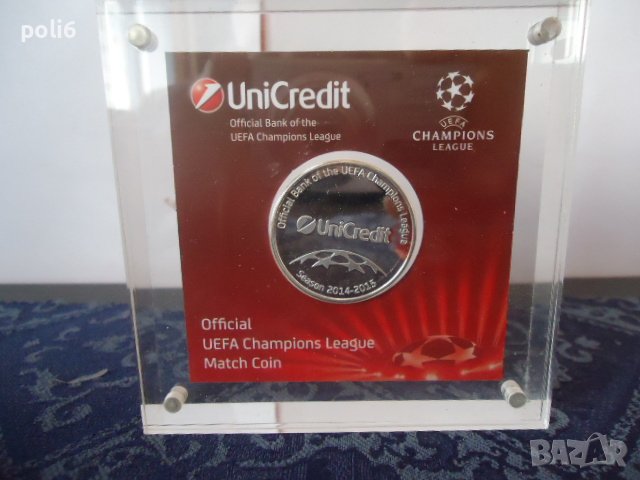 poli6
UniCredit
Official Bank of the
UEFA Champions League
UEFA
CHAMPIONS
LEAGUE
Official Bank of the UEFA Champions League
UniCredit
Season 2014-2015
Official
UEFA Champions League
Match Coin
BAZAR